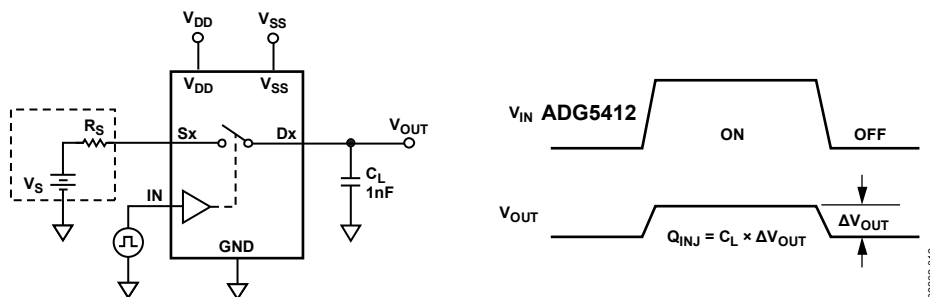 VDD VSS
VDD VSS
RS
Sx Dx VOUT
VS
IN
CL
1nF
GND
VIN ADG5412
ON OFF
VOUT
ΔVOUT
QINJ = CL × ΔVOUT